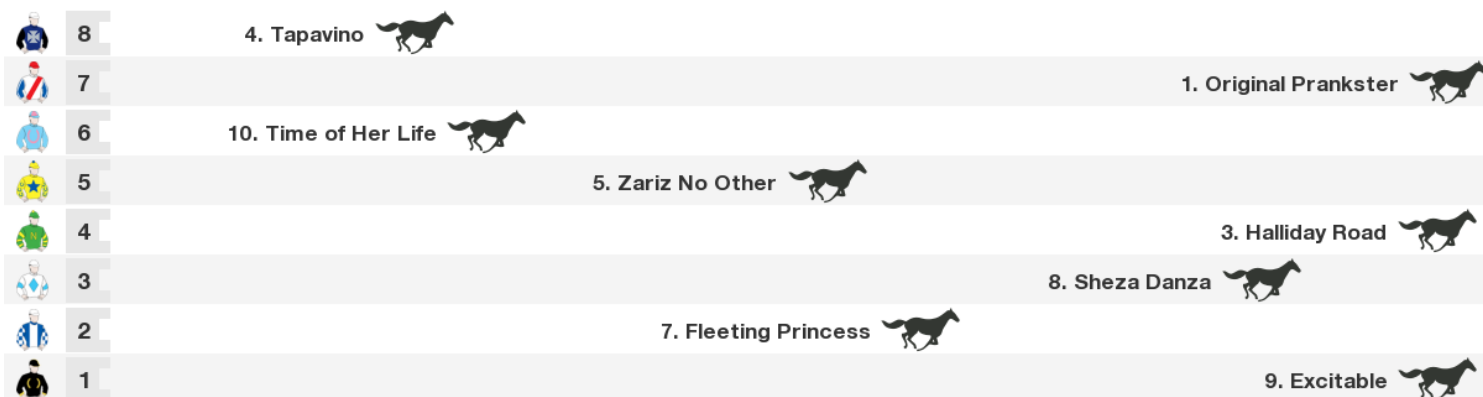 8 4. Tapavino
7 1. Original Prankster
6 10. Time of Her Life
5 5. Zariz No Other
4 3. Halliday Road
3 8. Sheza Danza
2 7. Fleeting Princess
1 9. Excitable